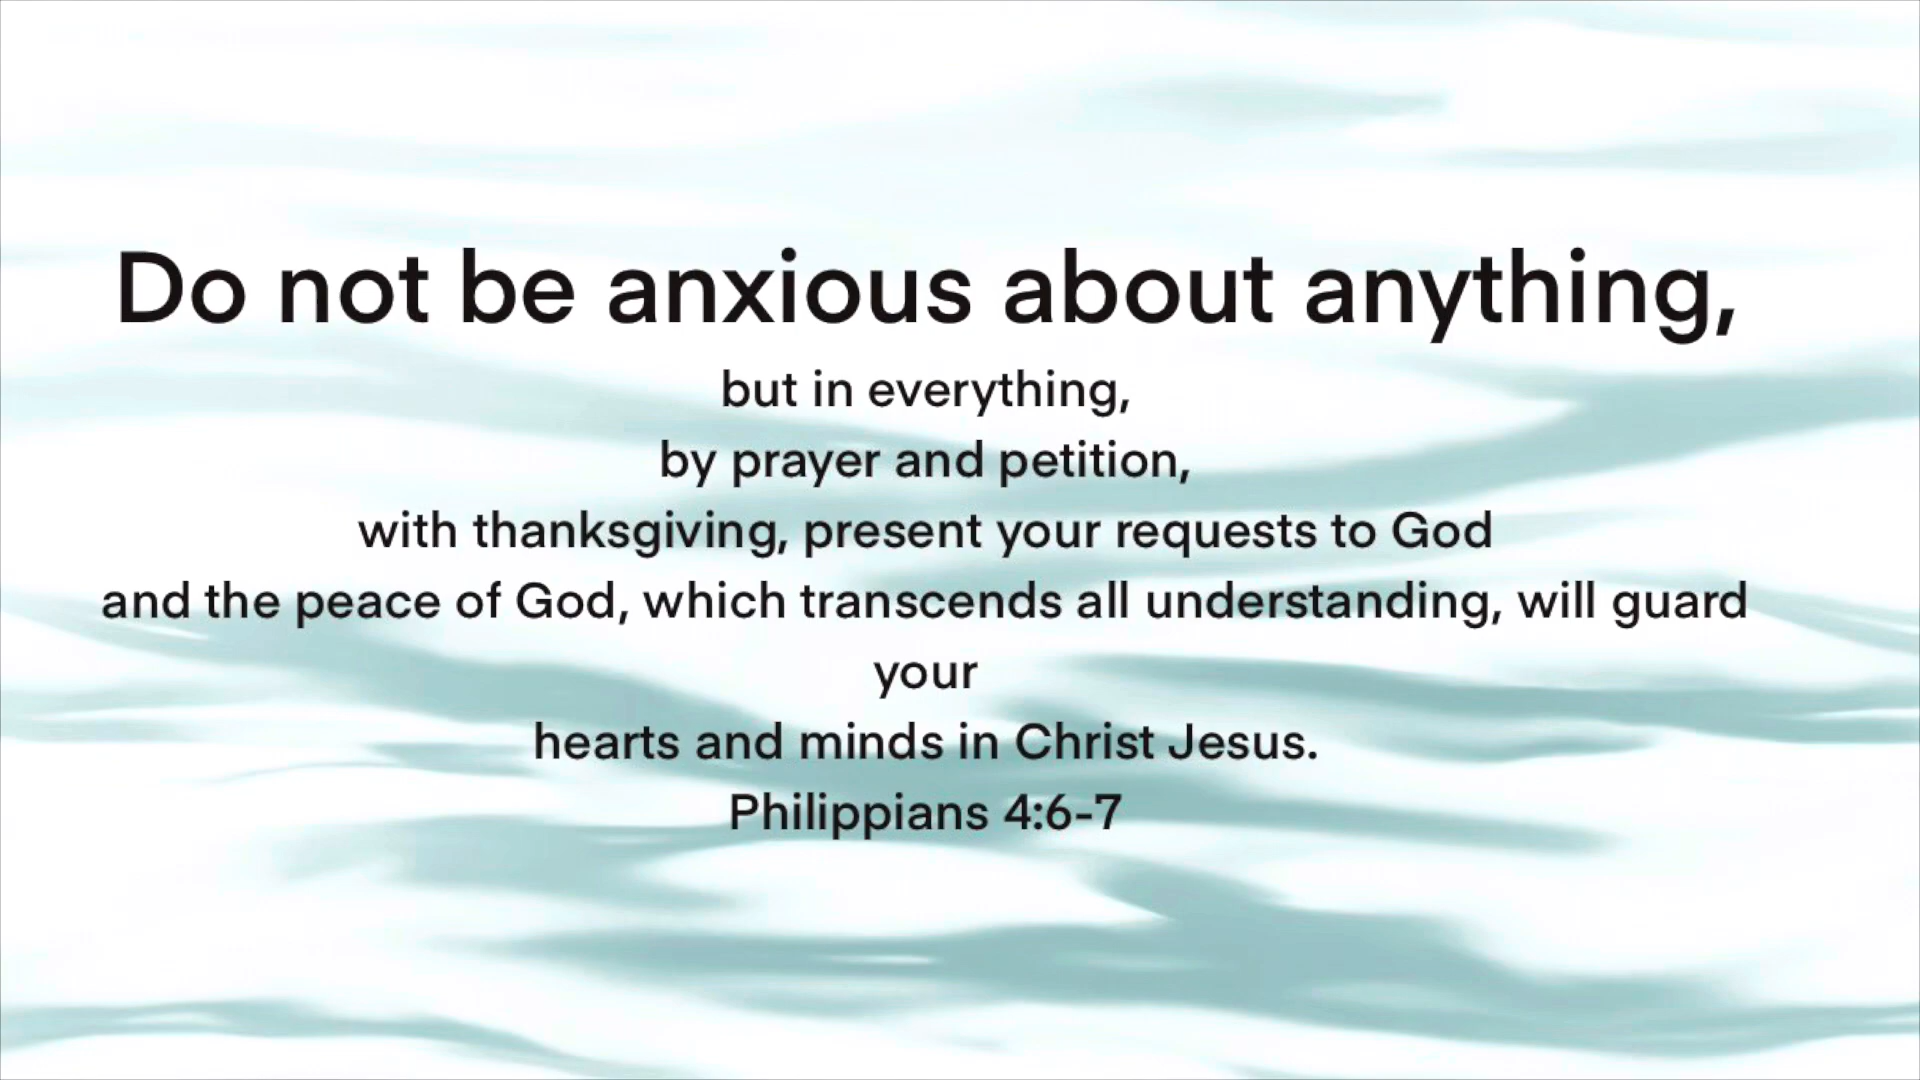 Do not be anxious about anything,
but in everything,
by prayer and petition,
with thanksgiving, present your requests to God
and the peace of God, which transcends all understanding, will guard
your
hearts and minds in Christ Jesus.
Philippians 4:6-7